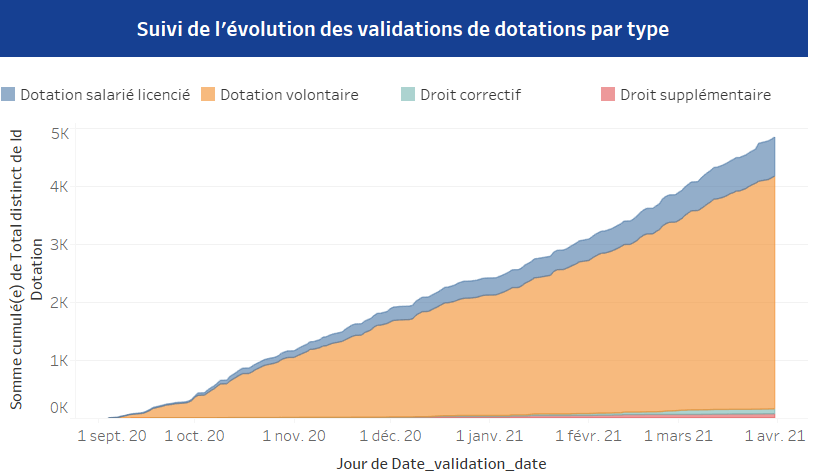 Suivi de l'évolution des validations de dotations par type
Dotation salarié licencié
Dotation volontaire
Droit correctif
Droit supplémentaire
Somme cumulé(e) de Total distinct de Id
Dotation
5K
4K
3K
2K
1K
0K
1 sept. 20
1 oct. 20
1 nov. 20
1 déc. 20
1 janv. 21
1 févr. 21
1 mars 21
1 avr. 21
Jour de Date_validation_date